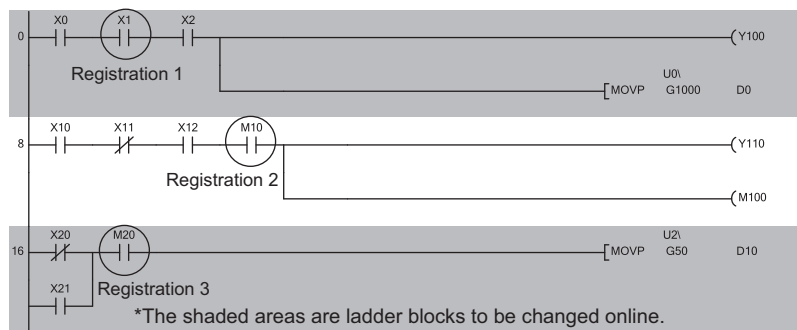 X0 X1 X2
0 Y100
Registration 1
U0\
MOVP G1000 D0
X10 X11 X12 M10
8 Y110
Registration 2
M100
X20 M20 U2\
16 MOVP G50 D10
X21 Registration 3
*The shaded areas are ladder blocks to be changed online.